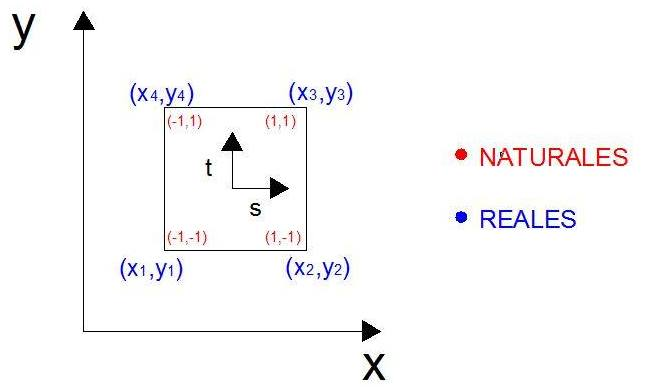 y
(x4,y4) (x3,y3)
(-1,1) (1,1)
• NATURALES
t
s
• REALES
(-1,-1) (1,-1)
(x1,y1) (x2,y2)
x